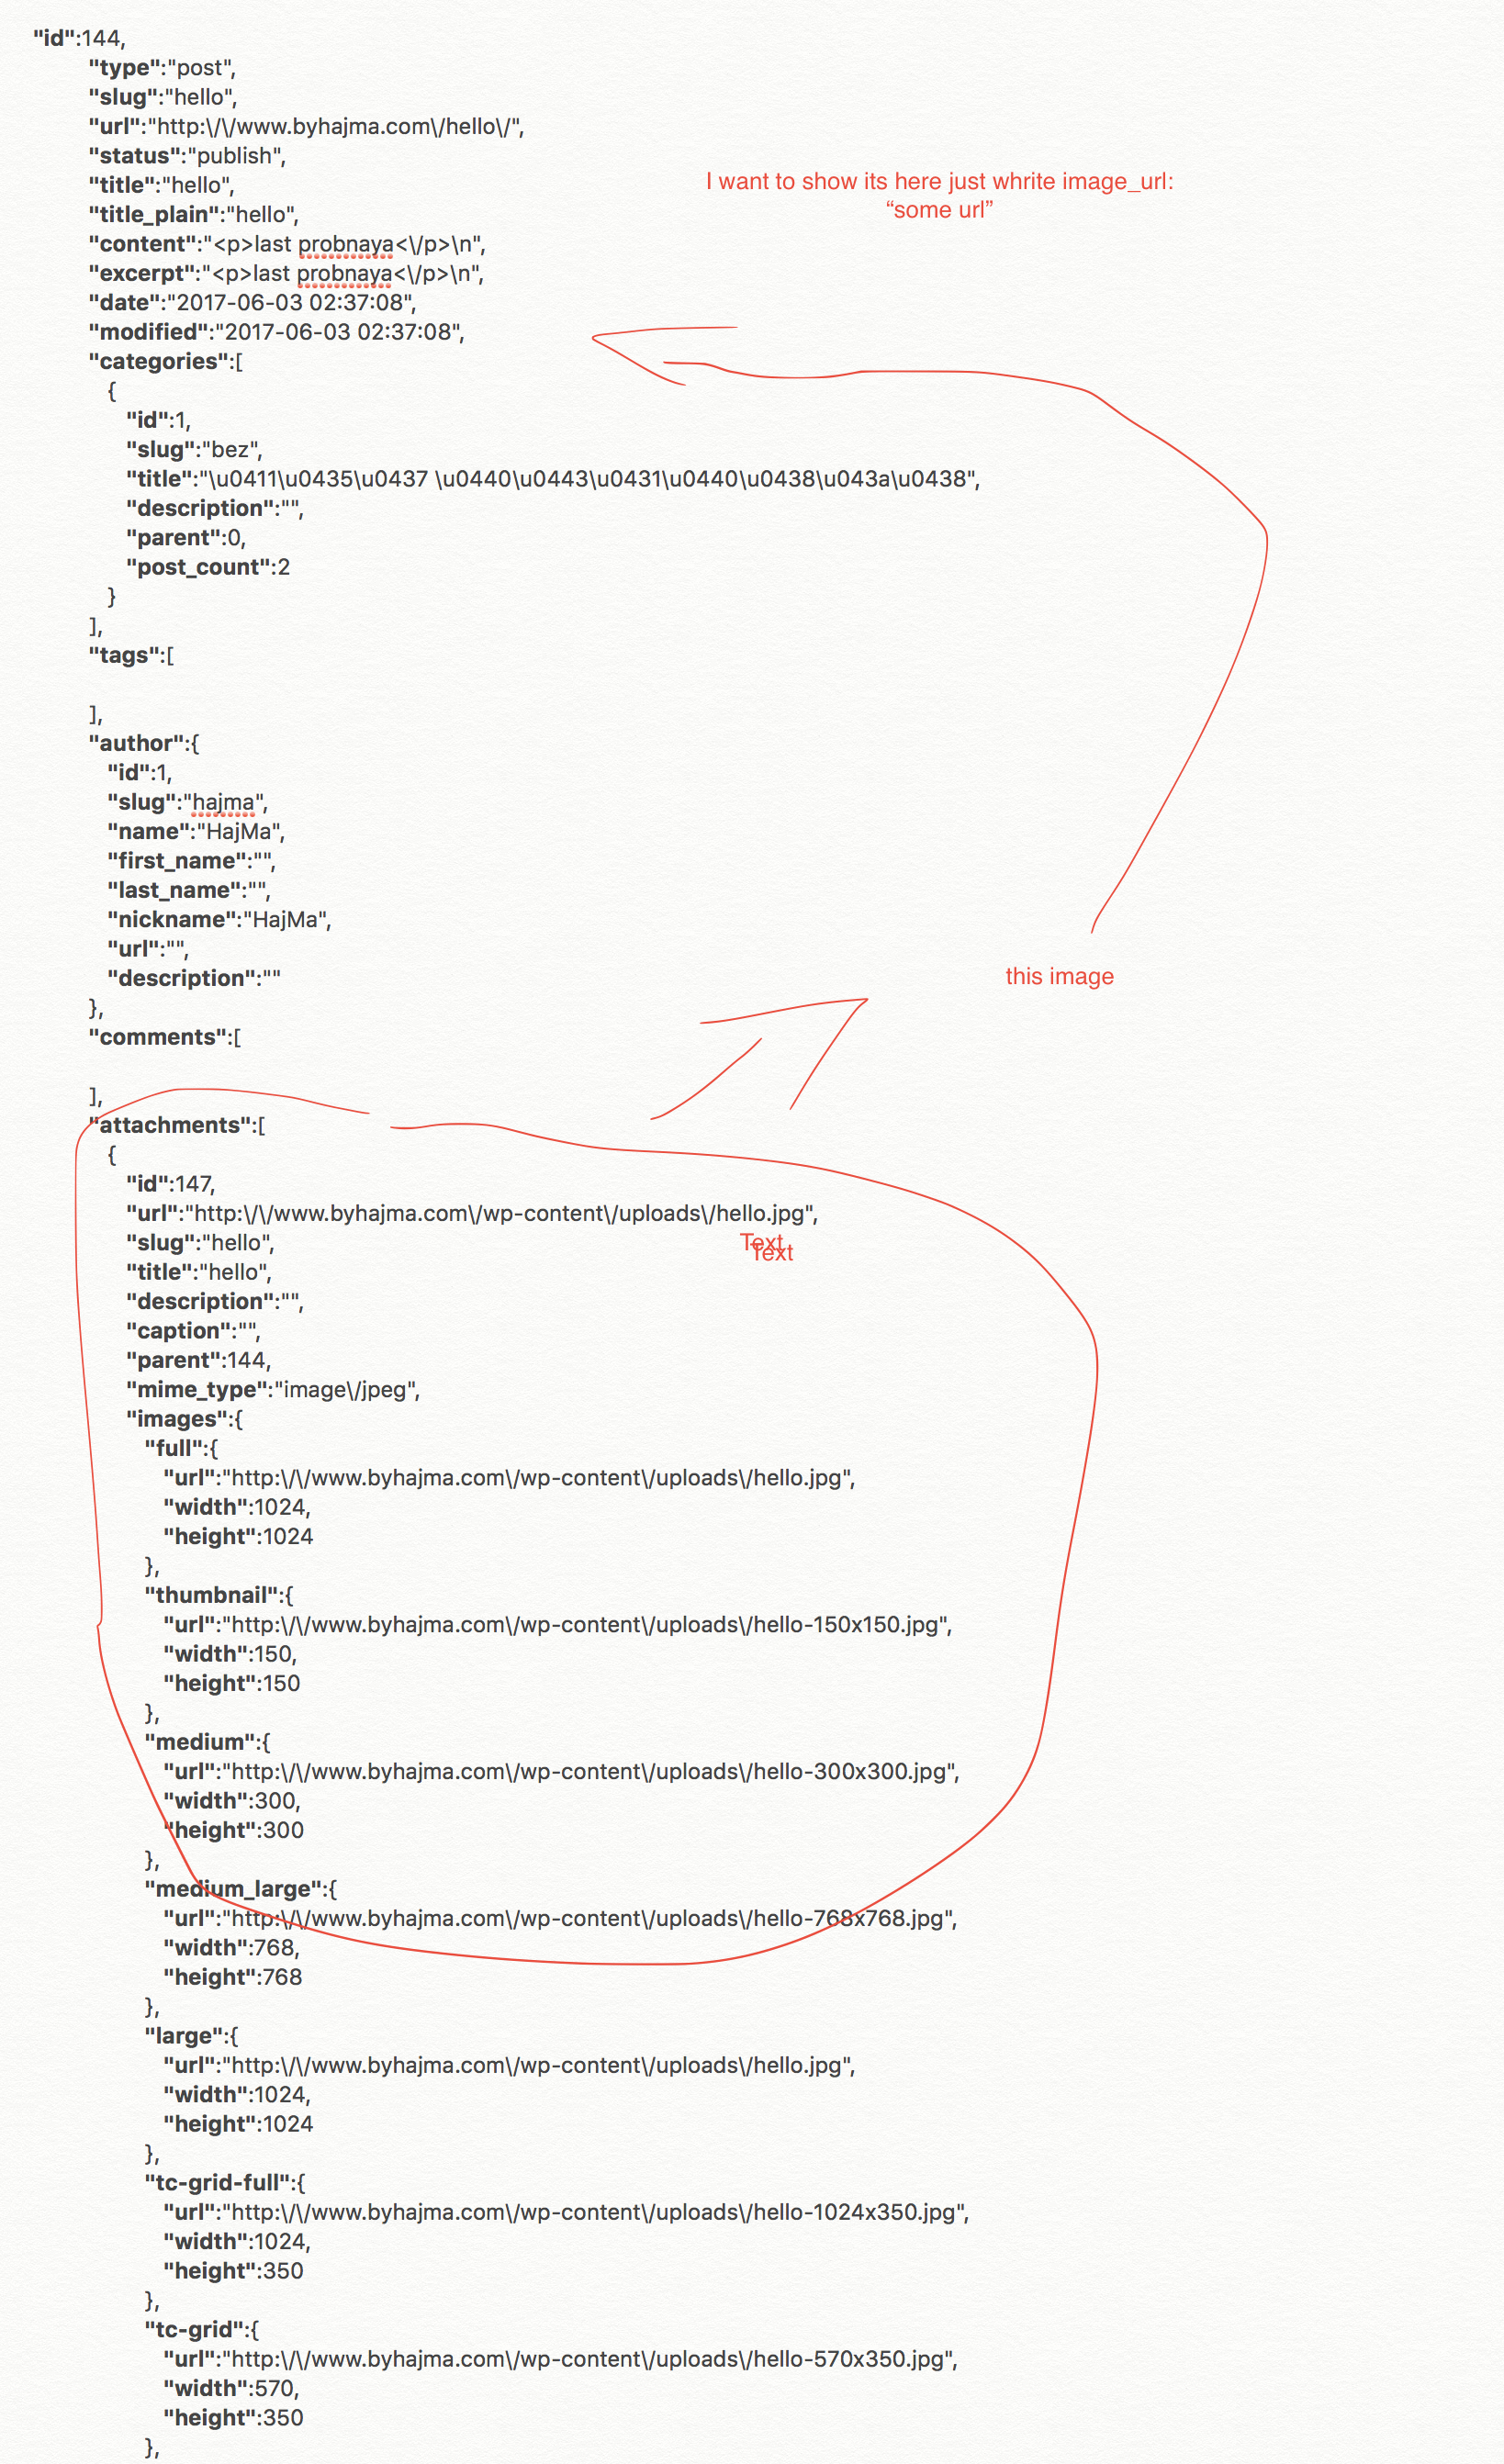 "id":144,
"type":"post",
"slug":"hello",
"url":"http:\/\/www.byhajma.com\/hello\/",
"status":"publish",
I want to show its here just whrite image_url:
"title":"hello",
“some url”
"title_plain":"hello",
"content":"<p>last probnaya<\/p>\n",
"excerpt":"<p>last probnaya<\/p>\n",
"date":"2017-06-03 02:37:08",
"modified":"2017-06-03 02:37:08",
"categories":[
{
"id":1,
"slug":"bez",
"title":"\u0411\u0435\u0437 \u0440\u0443\u0431\u0440\u0438\u043a\u0438",
"description":"",
"parent":0,
"post_count":2
}
],
"tags":[
],
"author":{
"id":1,
"slug":"hajma",
"name":"HajMa",
"first_name":"",
"last_name":"",
"nickname":"HajMa",
"url":"",
"description":""
this image
},
"comments":[
],
"attachments":[
{
"id":147,
"url":"http:\/\/www.byhajma.com\/wp-content\/uploads\/hello.jpg",
"slug":"hello",
Text
Text
"title":"hello",
"description":"",
"caption":"",
"parent":144,
"mime_type":"image\/jpeg",
"images":{
"full":{
"url":"http:\/\/www.byhajma.com\/wp-content\/uploads\/hello.jpg",
"width":1024,
"height":1024
},
"thumbnail":{
"url":"http:\/\/www.byhajma.com\/wp-content\/uploads\/hello-150x150.jpg",
"width":150,
"height":150
},
"medium":{
"url":"http:\/\/www.byhajma.com\/wp-content\/uploads\/hello-300x300.jpg",
"width":300,
"height":300
},
"medium_large":{
"url":"http:\/\/www.byhajma.com\/wp-content\/uploads\/hello-768x768.jpg",
"width":768,
"height":768
},
"large":{
"url":"http:\/\/www.byhajma.com\/wp-content\/uploads\/hello.jpg",
"width":1024,
"height":1024
},
"tc-grid-full":{
"url":"http:\/\/www.byhajma.com\/wp-content\/uploads\/hello-1024x350.jpg",
"width":1024,
"height":350
},
"tc-grid":{
"url":"http:\/\/www.byhajma.com\/wp-content\/uploads\/hello-570x350.jpg",
"width":570,
"height":350
},